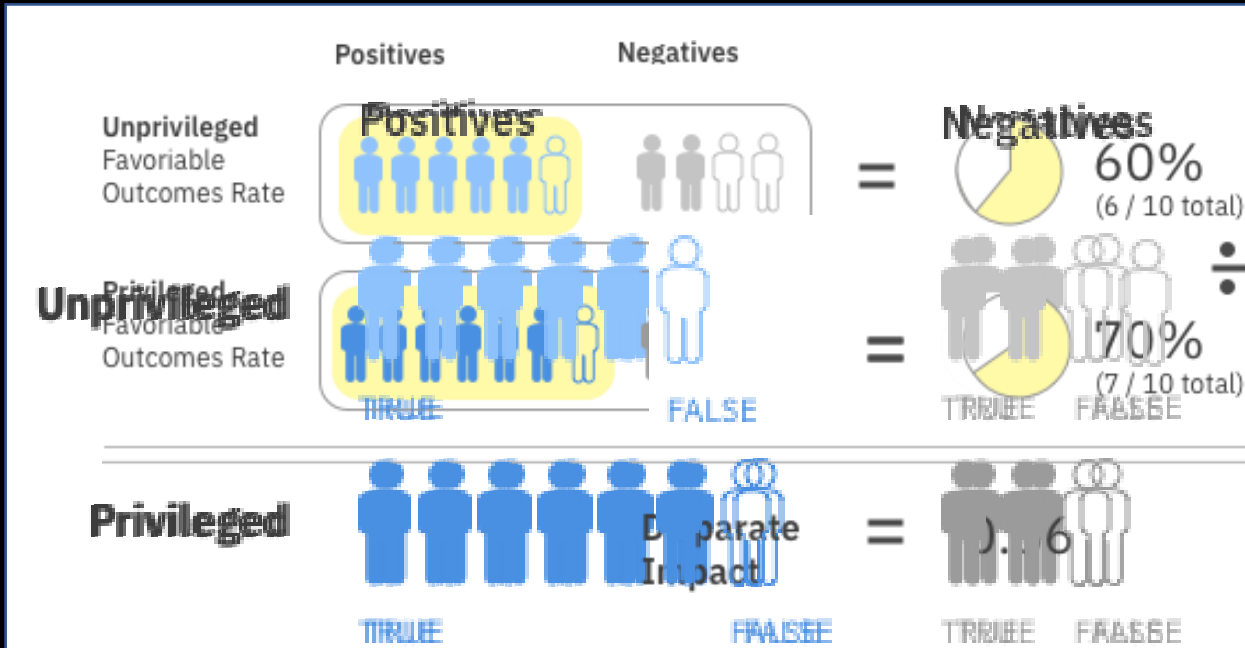 Positives Negatives
Positives Negatives
Unprivileged
Favoriable
Outcomes Rate
=
60%
(6 / 10 total)
÷
Unprivileged
Privileged
Favoriable
Outcomes Rate
=
70%
(7 / 10 total)
TRUE FALSE TRUE FALSE
Privileged
Disparate
Impact
=
TRUE FALSE TRUE FALSE